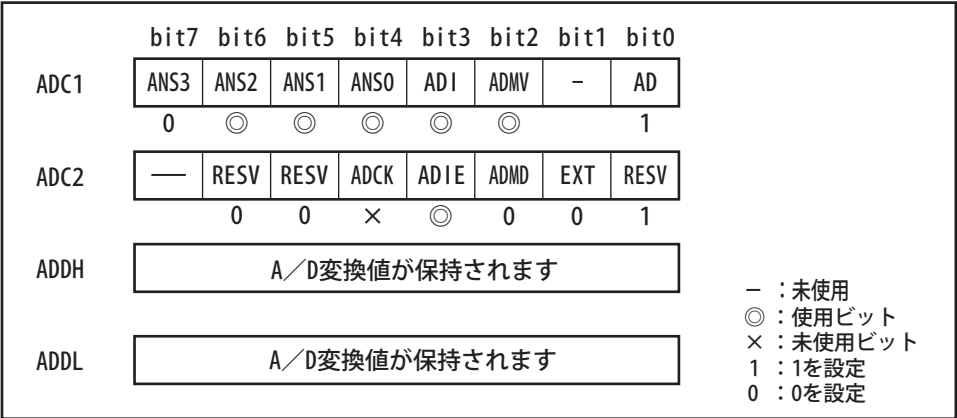 bit7 bit6 bit5 bit4 bit3 bit2 bit1 bit0
ADC1 ANS3 ANS2 ANS1 ANS0 ADI ADMV − AD
0 ◎ ◎ ◎ ◎ ◎ 1
ADC2 ― RESV RESV ADCK ADIE ADMD EXT RESV
0 0 × ◎ 0 0 1
ADDH A／D変換値が保持されます
ADDL A／D変換値が保持されます
− ：未使用
◎ ：使用ビット
× ：未使用ビット
1 ：1を設定
0 ：0を設定